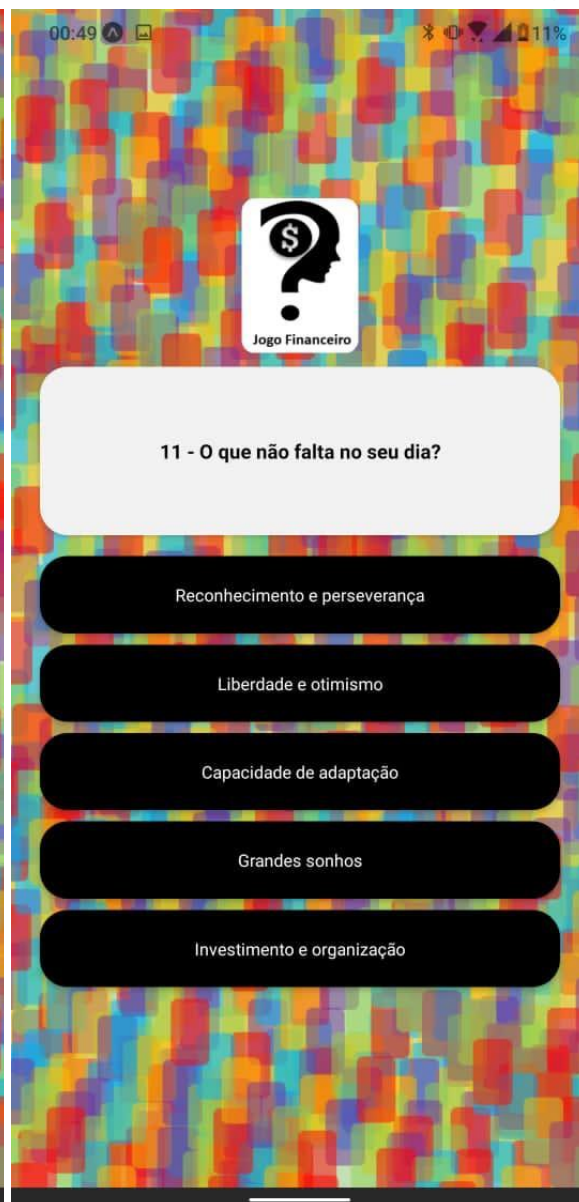 00:49 11%
$
Jogo Financeiro
11 - O que não falta no seu dia?
Reconhecimento e perseverança
Liberdade e otimismo
Capacidade de adaptação
Grandes sonhos
Investimento e organização